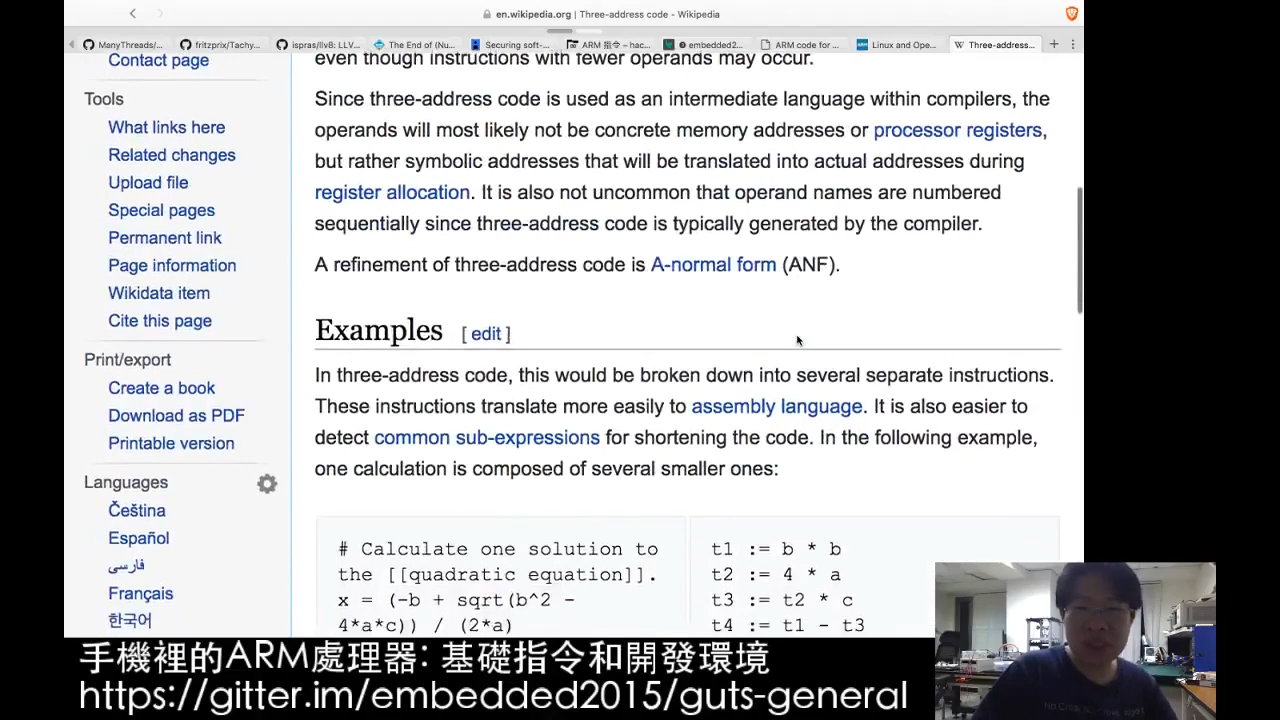 en.wikipedia.org | Three-address code - Wikipedia
ManyThreads/... fritzprix/Tachy... ispras/llv8: LLV... The End of (Nu... Securing soft-... ARM 指令 – hac... embedded2... ARM code for ... Linux and Ope... Three-address...
Contact page
Tools
What links here
Related changes
Upload file
Special pages
Permanent link
Page information
Wikidata item
Cite this page
Print/export
Create a book
Download as PDF
Printable version
Languages
Čeština
Español
فارسی
Français
한국어
even though instructions with fewer operands may occur.
Since three-address code is used as an intermediate language within compilers, the
operands will most likely not be concrete memory addresses or processor registers,
but rather symbolic addresses that will be translated into actual addresses during
register allocation. It is also not uncommon that operand names are numbered
sequentially since three-address code is typically generated by the compiler.
A refinement of three-address code is A-normal form (ANF).
Examples [ edit ]
In three-address code, this would be broken down into several separate instructions.
These instructions translate more easily to assembly language. It is also easier to
detect common sub-expressions for shortening the code. In the following example,
one calculation is composed of several smaller ones:
# Calculate one solution to
the [[quadratic equation]].
x = (-b + sqrt(b^2 -
4*a*c)) / (2*a)
t1 := b * b
t2 := 4 * a
t3 := t2 * c
t4 := t1 - t3
手機裡的ARM處理器: 基礎指令和開發環境
https://gitter.im/embedded2015/guts-general